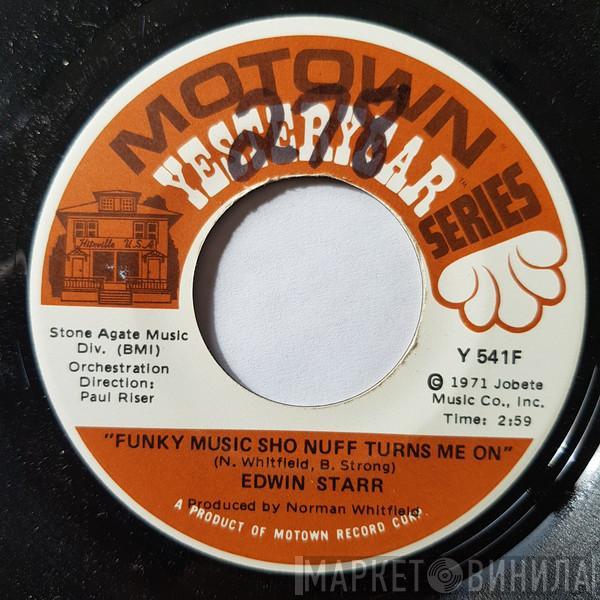 MOTOWN
YESTERYEAR
SERIES
278
Hitsville U.S.A
Stone Agate Music
Div. (BMI)
Orchestration
Direction:
Paul Riser
Y 541F
© 1971 Jobete
Music Co., Inc.
Time: 2:59
"FUNKY MUSIC SHO NUFF TURNS ME ON"
(N. Whitfield, B. Strong)
EDWIN STARR
Produced by Norman Whitfield
A PRODUCT OF MOTOWN RECORD CORP.
МАРКЕТ ВИНИЛА